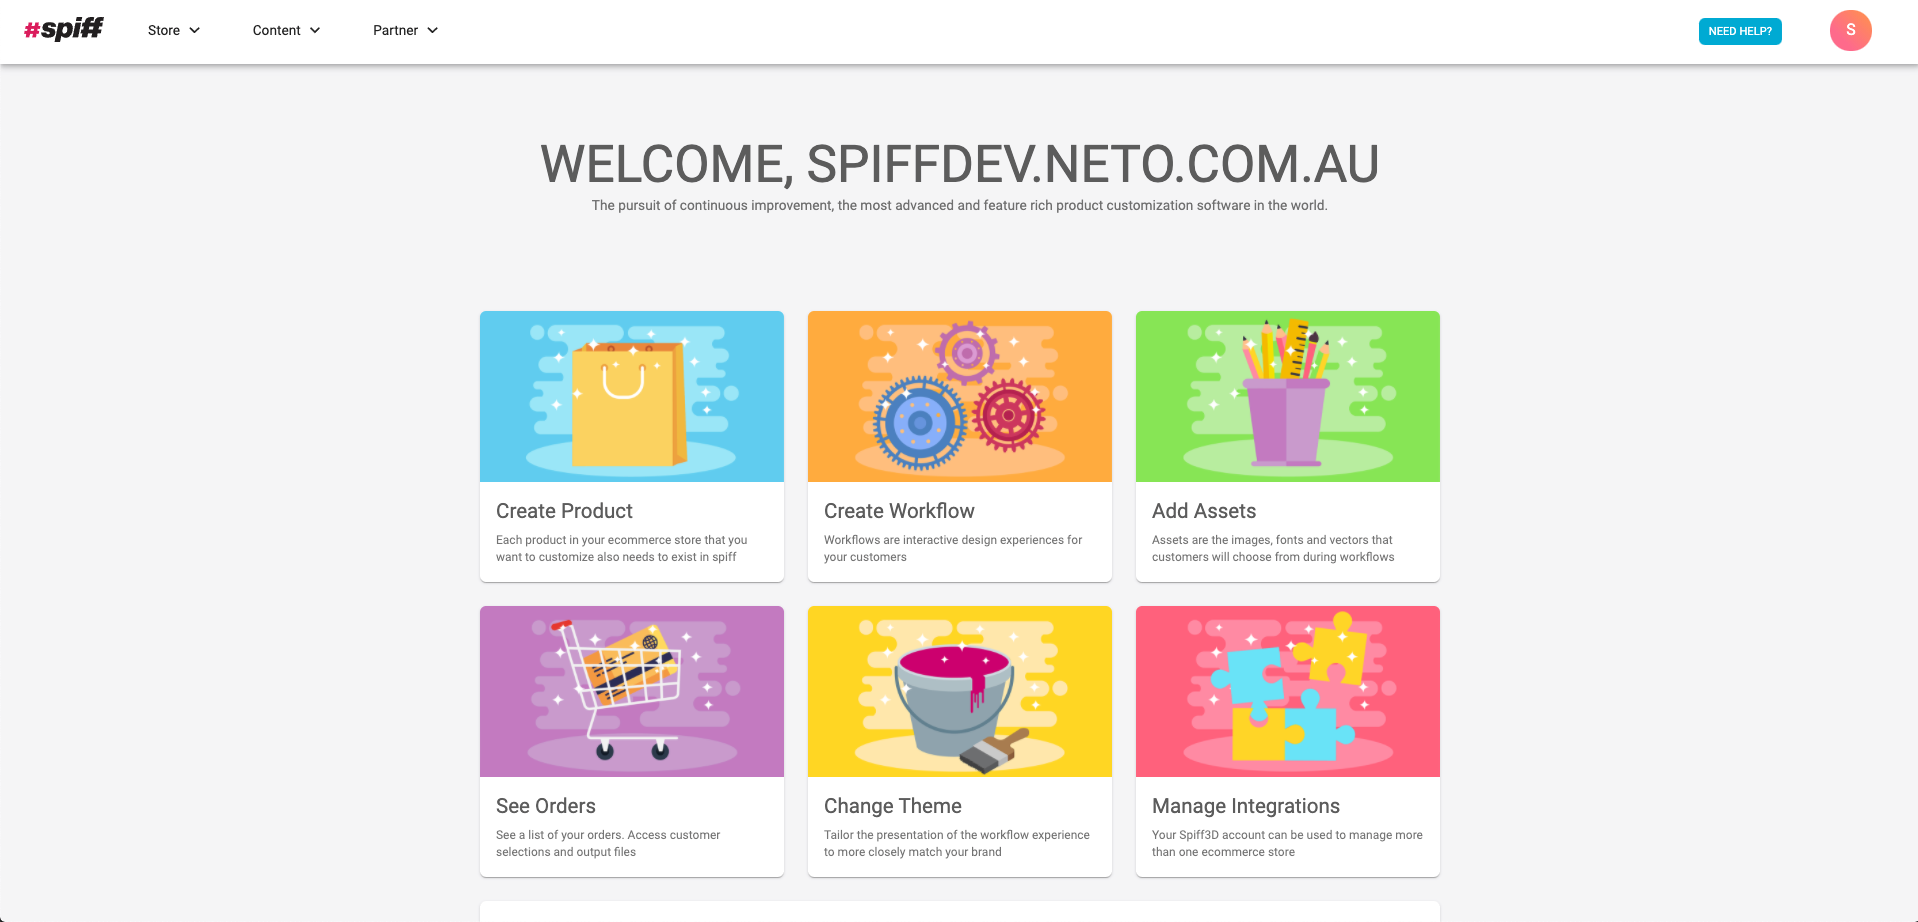 #spiff
Store
Content
Partner
NEED HELP?
S
WELCOME, SPIFFDEV.NETO.COM.AU
The pursuit of continuous improvement, the most advanced and feature rich product customization software in the world.
Create Product
Each product in your ecommerce store that you
want to customize also needs to exist in spiff
Create Workflow
Workflows are interactive design experiences for
your customers
Add Assets
Assets are the images, fonts and vectors that
customers will choose from during workflows
See Orders
See a list of your orders. Access customer
selections and output files
Change Theme
Tailor the presentation of the workflow experience
to more closely match your brand
Manage Integrations
Your Spiff3D account can be used to manage more
than one ecommerce store